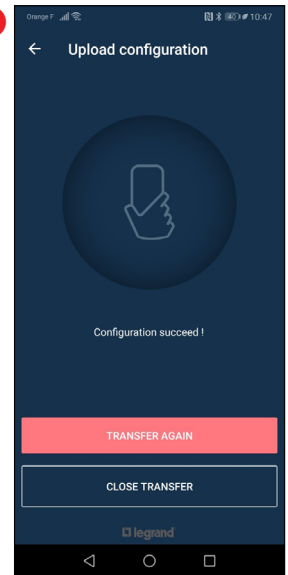 Orange F 10:47
Upload configuration
Configuration succeed !
TRANSFER AGAIN
CLOSE TRANSFER
legrand